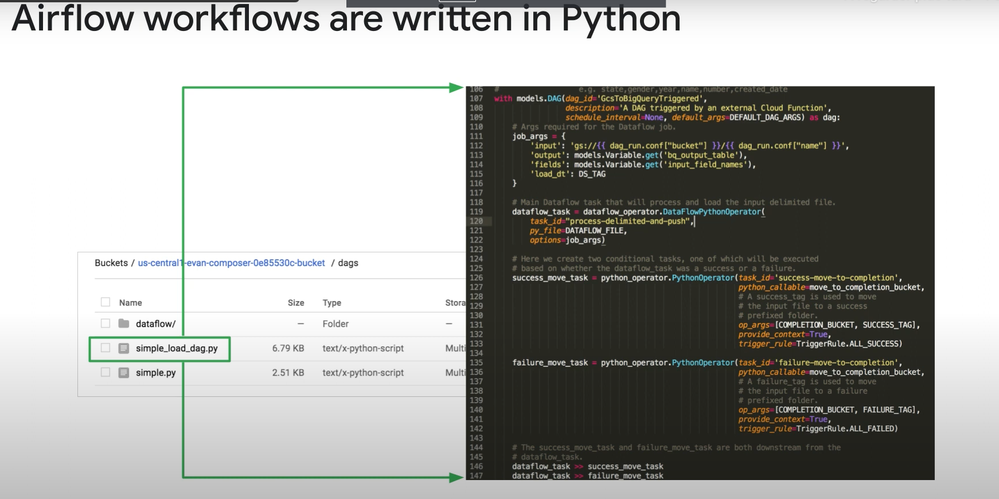 Airflow workflows are written in Python
Buckets / us-central1-evan-composer-0e85530c-bucket / dags
Name Size Type Stora
dataflow/ — Folder —
simple_load_dag.py 6.79 KB text/x-python-script Multi
simple.py 2.51 KB text/x-python-script Multi
106 # e.g. state,gender,year,name,number,created_date
107 with models.DAG(dag_id='GcsToBigQueryTriggered',
108 description='A DAG triggered by an external Cloud Function',
109 schedule_interval=None, default_args=DEFAULT_DAG_ARGS) as dag:
110 # Args required for the Dataflow job.
111 job_args = {
112 'input': 'gs://{{ dag_run.conf["bucket"] }}/{{ dag_run.conf["name"] }}',
113 'output': models.Variable.get('bq_output_table'),
114 'fields': models.Variable.get('input_field_names'),
115 'load_dt': DS_TAG
116 }
117
118 # Main Dataflow task that will process and load the input delimited file.
119 dataflow_task = dataflow_operator.DataFlowPythonOperator(
120 task_id="process-delimited-and-push",
121 py_file=DATAFLOW_FILE,
122 options=job_args)
123
124 # Here we create two conditional tasks, one of which will be executed
125 # based on whether the dataflow_task was a success or a failure.
126 success_move_task = python_operator.PythonOperator(task_id='success-move-to-completion',
127 python_callable=move_to_completion_bucket,
128 # A success_tag is used to move
129 # the input file to a success
130 # prefixed folder.
131 op_args=[COMPLETION_BUCKET, SUCCESS_TAG],
132 provide_context=True,
133 trigger_rule=TriggerRule.ALL_SUCCESS)
134
135 failure_move_task = python_operator.PythonOperator(task_id='failure-move-to-completion',
136 python_callable=move_to_completion_bucket,
137 # A failure_tag is used to move
138 # the input file to a failure
139 # prefixed folder.
140 op_args=[COMPLETION_BUCKET, FAILURE_TAG],
141 provide_context=True,
142 trigger_rule=TriggerRule.ALL_FAILED)
143
144 # The success_move_task and failure_move_task are both downstream from the
145 # dataflow_task.
146 dataflow_task >> success_move_task
147 dataflow_task >> failure_move_task